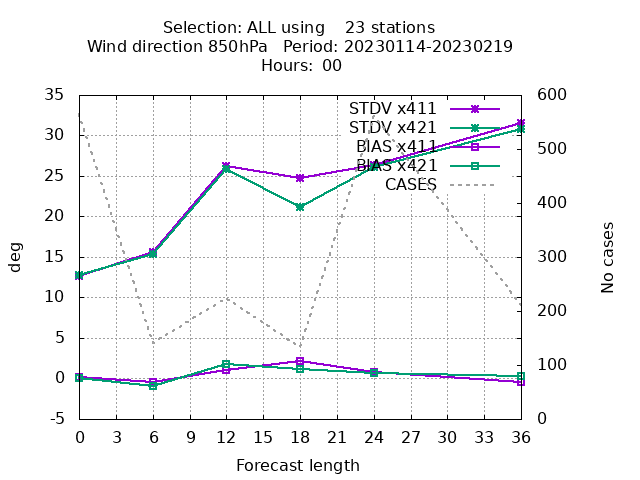 Selection: ALL using    23 stations
Wind direction 850hPa   Period: 20230114-20230219
Hours: 00
35
30
25
20
15
10
5
0
-5
deg
600
500
400
300
200
100
0
No cases
STDV x411
STDV x421
BIAS x411
BIAS x421
CASES
0 3 6 9 12 15 18 21 24 27 30 33 36
Forecast length